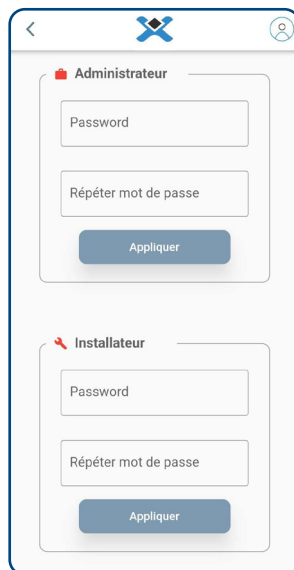 Administrateur
Password
Répéter mot de passe
Appliquer
Installateur
Password
Répéter mot de passe
Appliquer